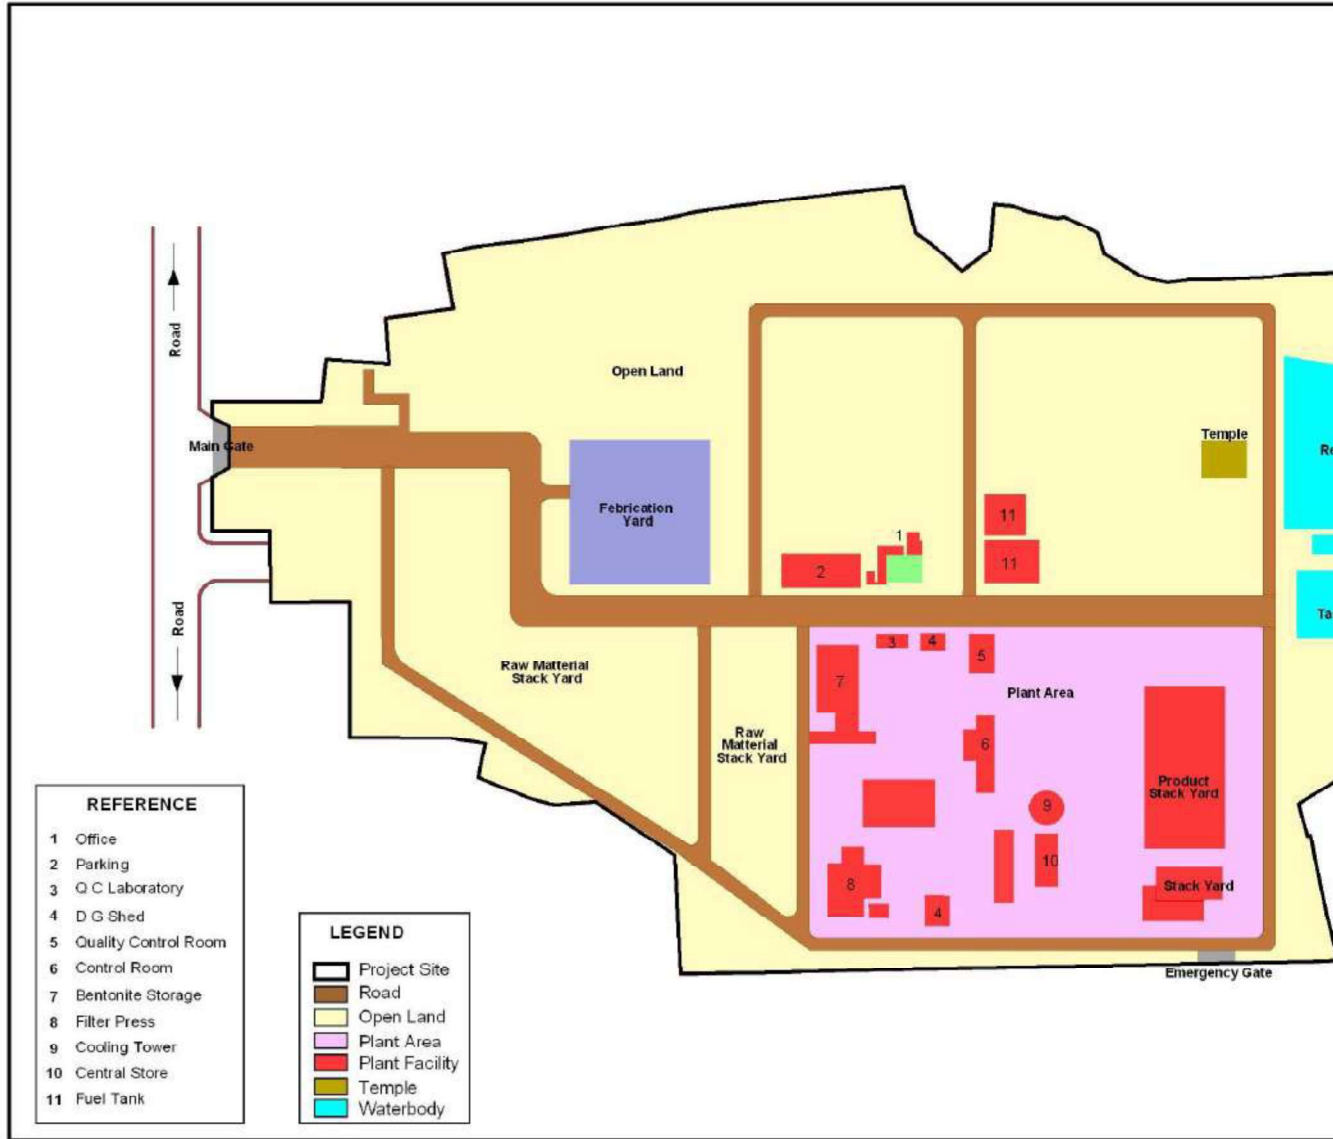 Road
Open Land
Main Gate
Temple
Re
Febrication
Yard
11
1
2
11
Ta
Road
3
4
5
Raw Matterial
Stack Yard
7
Plant Area
Raw
Matterial
Stack Yard
6
Product
Stack Yard
9
10
8
Stack Yard
4
Emergency Gate
REFERENCE
1 Office
2 Parking
3 Q C Laboratory
4 D G Shed
5 Quality Control Room
6 Control Room
7 Bentonite Storage
8 Filter Press
9 Cooling Tower
10 Central Store
11 Fuel Tank
LEGEND
Project Site
Road
Open Land
Plant Area
Plant Facility
Temple
Waterbody